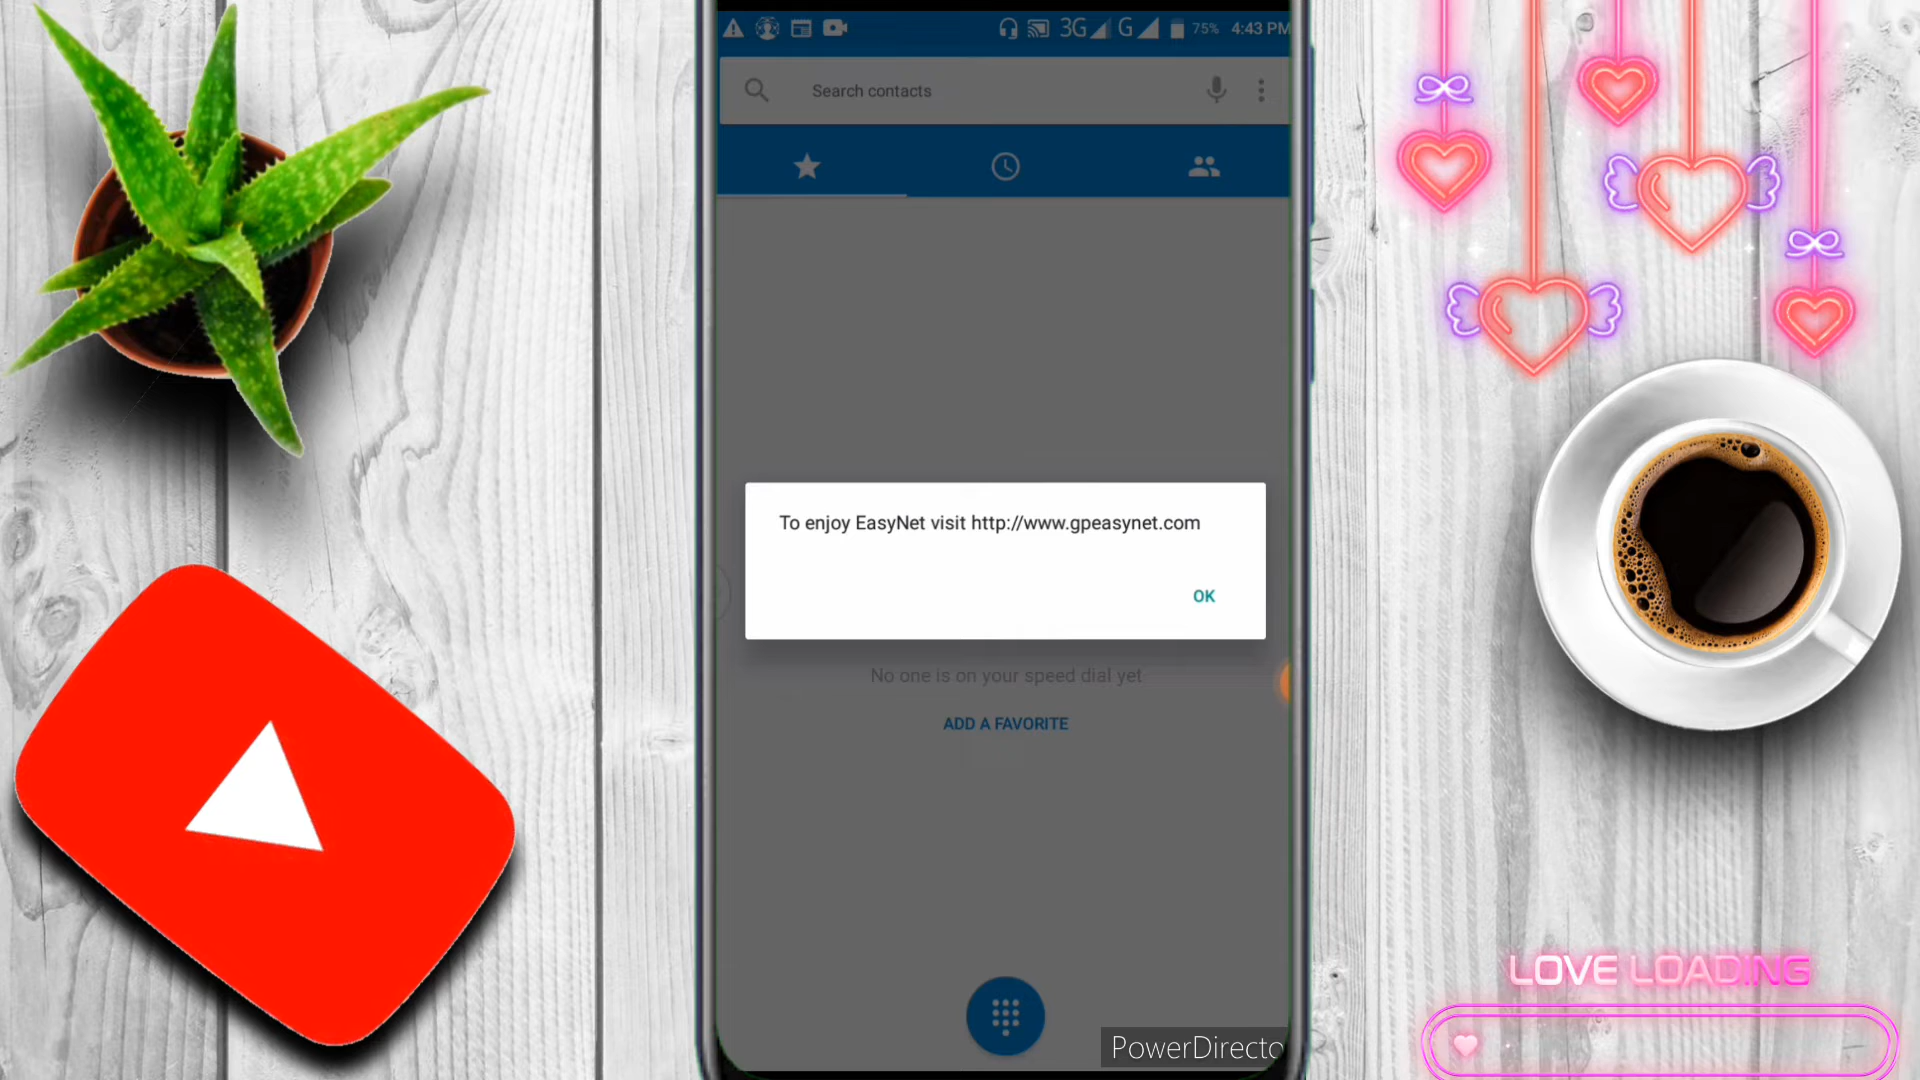 3G G 75% 4:43 PM
Search contacts
To enjoy EasyNet visit http://www.gpeasynet.com
OK
No one is on your speed dial yet
ADD A FAVORITE
LOVE LOADING
PowerDirecto